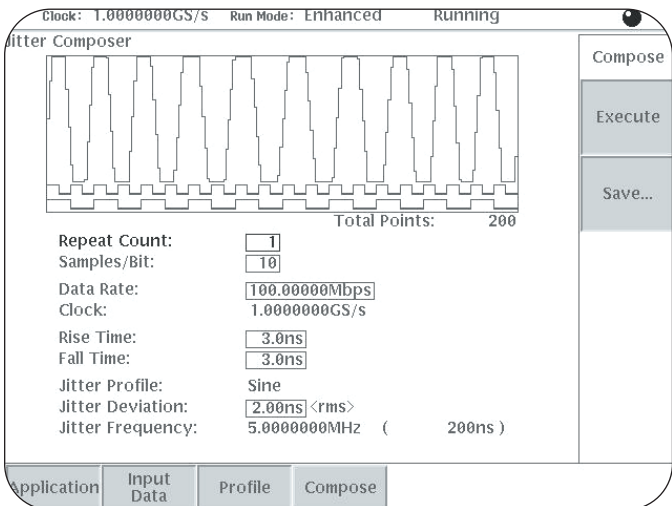 Clock: 1.0000000GS/s Run Mode: Enhanced Running
Jitter Composer
Compose
Execute
Save...
Total Points: 200
Repeat Count: 1
Samples/Bit: 10
Data Rate: 100.00000Mbps
Clock: 1.0000000GS/s
Rise Time: 3.0ns
Fall Time: 3.0ns
Jitter Profile: Sine
Jitter Deviation: 2.00ns <rms>
Jitter Frequency: 5.0000000MHz ( 200ns )
Application
Input
Data
Profile
Compose